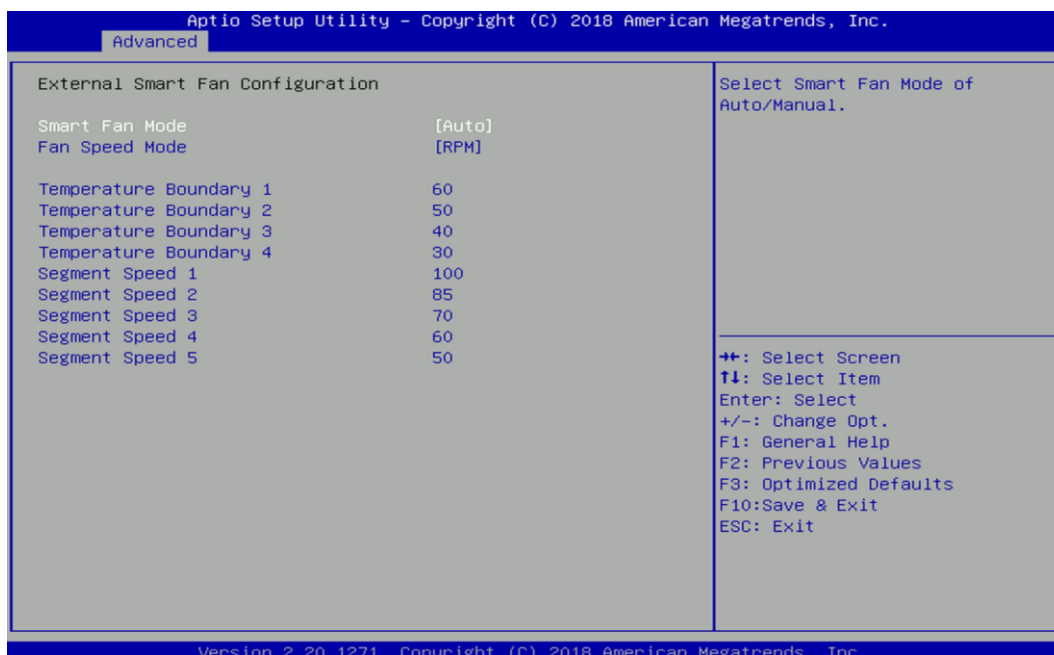 Aptio Setup Utility – Copyright (C) 2018 American Megatrends, Inc.
Advanced
External Smart Fan Configuration
Smart Fan Mode [Auto]
Fan Speed Mode [RPM]
Temperature Boundary 1 60
Temperature Boundary 2 50
Temperature Boundary 3 40
Temperature Boundary 4 30
Segment Speed 1 100
Segment Speed 2 85
Segment Speed 3 70
Segment Speed 4 60
Segment Speed 5 50
Select Smart Fan Mode of
Auto/Manual.
→←: Select Screen
↑↓: Select Item
Enter: Select
+/-: Change Opt.
F1: General Help
F2: Previous Values
F3: Optimized Defaults
F10:Save & Exit
ESC: Exit
Version 2.20.1271. Copyright (C) 2018 American Megatrends, Inc.